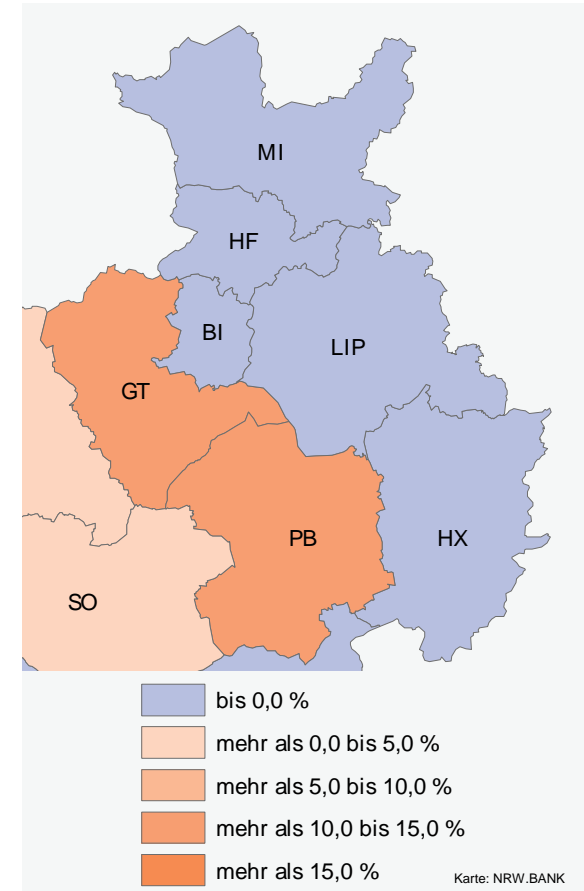 MI
HF
BI
LIP
GT
PB
HX
SO
bis 0,0 %
mehr als 0,0 bis 5,0 %
mehr als 5,0 bis 10,0 %
mehr als 10,0 bis 15,0 %
mehr als 15,0 %
Karte: NRW.BANK